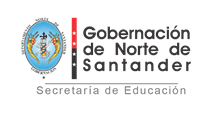 Gobernación
de Norte de
Santander
Secretaría de Educación